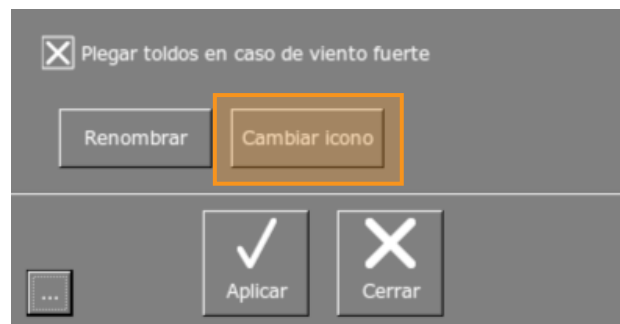 Plegar toldos en caso de viento fuerte
Renombrar
Cambiar icono
Aplicar
Cerrar
...